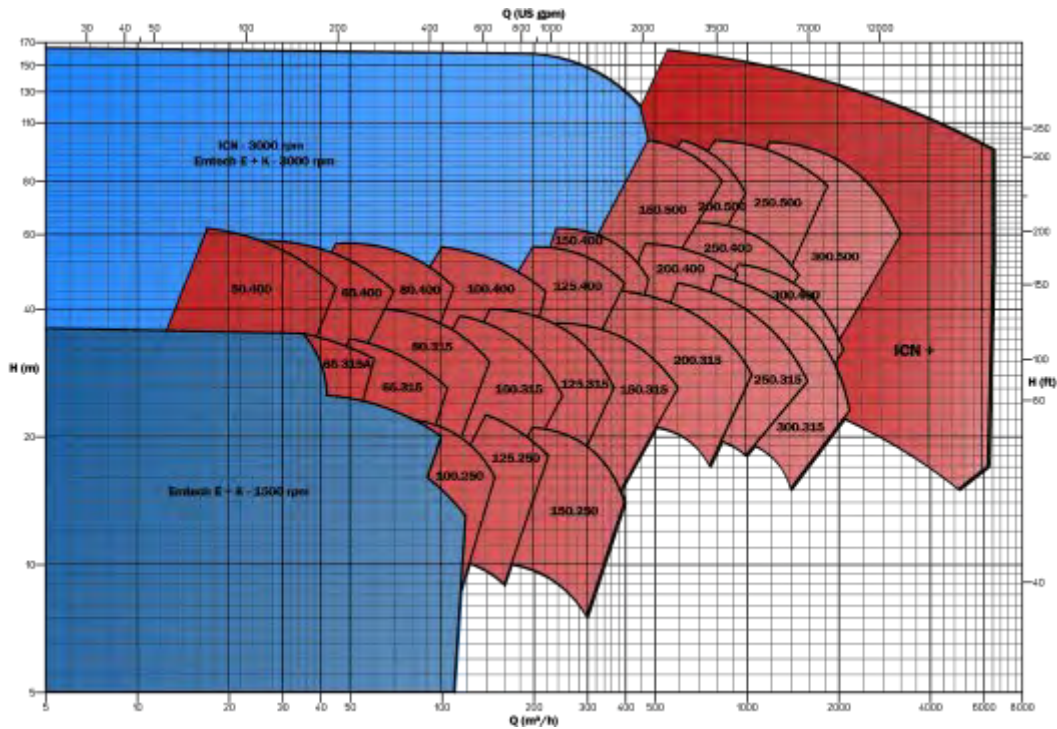 Q (US gpm)
30 40 50 100 200 400 600 800 1000 2000 3500 7000 12000
170
150
130
110
80
60
40
H (m)
20
10
5
350
300
200
150
100
H (ft)
80
40
ICN - 3000 rpm
Emtech E + K - 3000 rpm
150.500 200.500 250.500
150.400 250.400 300.500
50.400 65.400 80.400 100.400 125.400 200.400 300.400
ICN +
80.315 200.315
65.315A 65.315 100.315 125.315 150.315 250.315
300.315
100.250 125.250
150.250
Emtech E + K - 1500 rpm
5 10 20 30 40 50 100 200 300 400 500 1000 2000 4000 6000 8000
Q (m³/h)